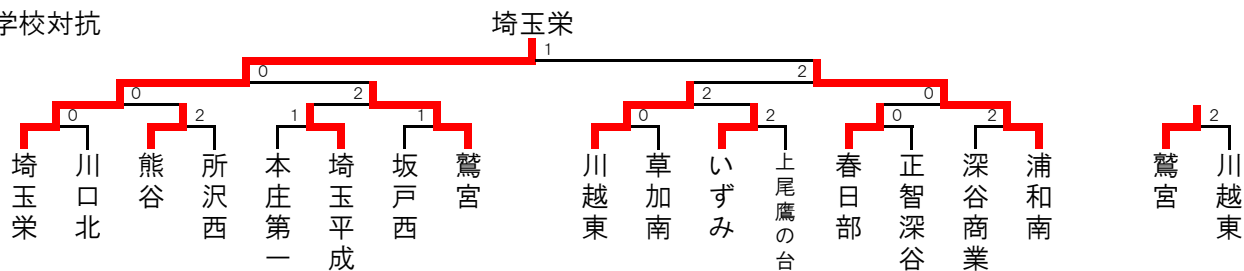 学校対抗
埼玉栄
1
0
2
0
2
2
0
0
2
1
1
0
2
0
2
2
埼玉栄
川口北
熊谷
所沢西
本庄第一
埼玉平成
坂戸西
鷲宮
川越東
草加南
いずみ
上尾鷹の台
春日部
正智深谷
深谷商業
浦和南
鷲宮
川越東